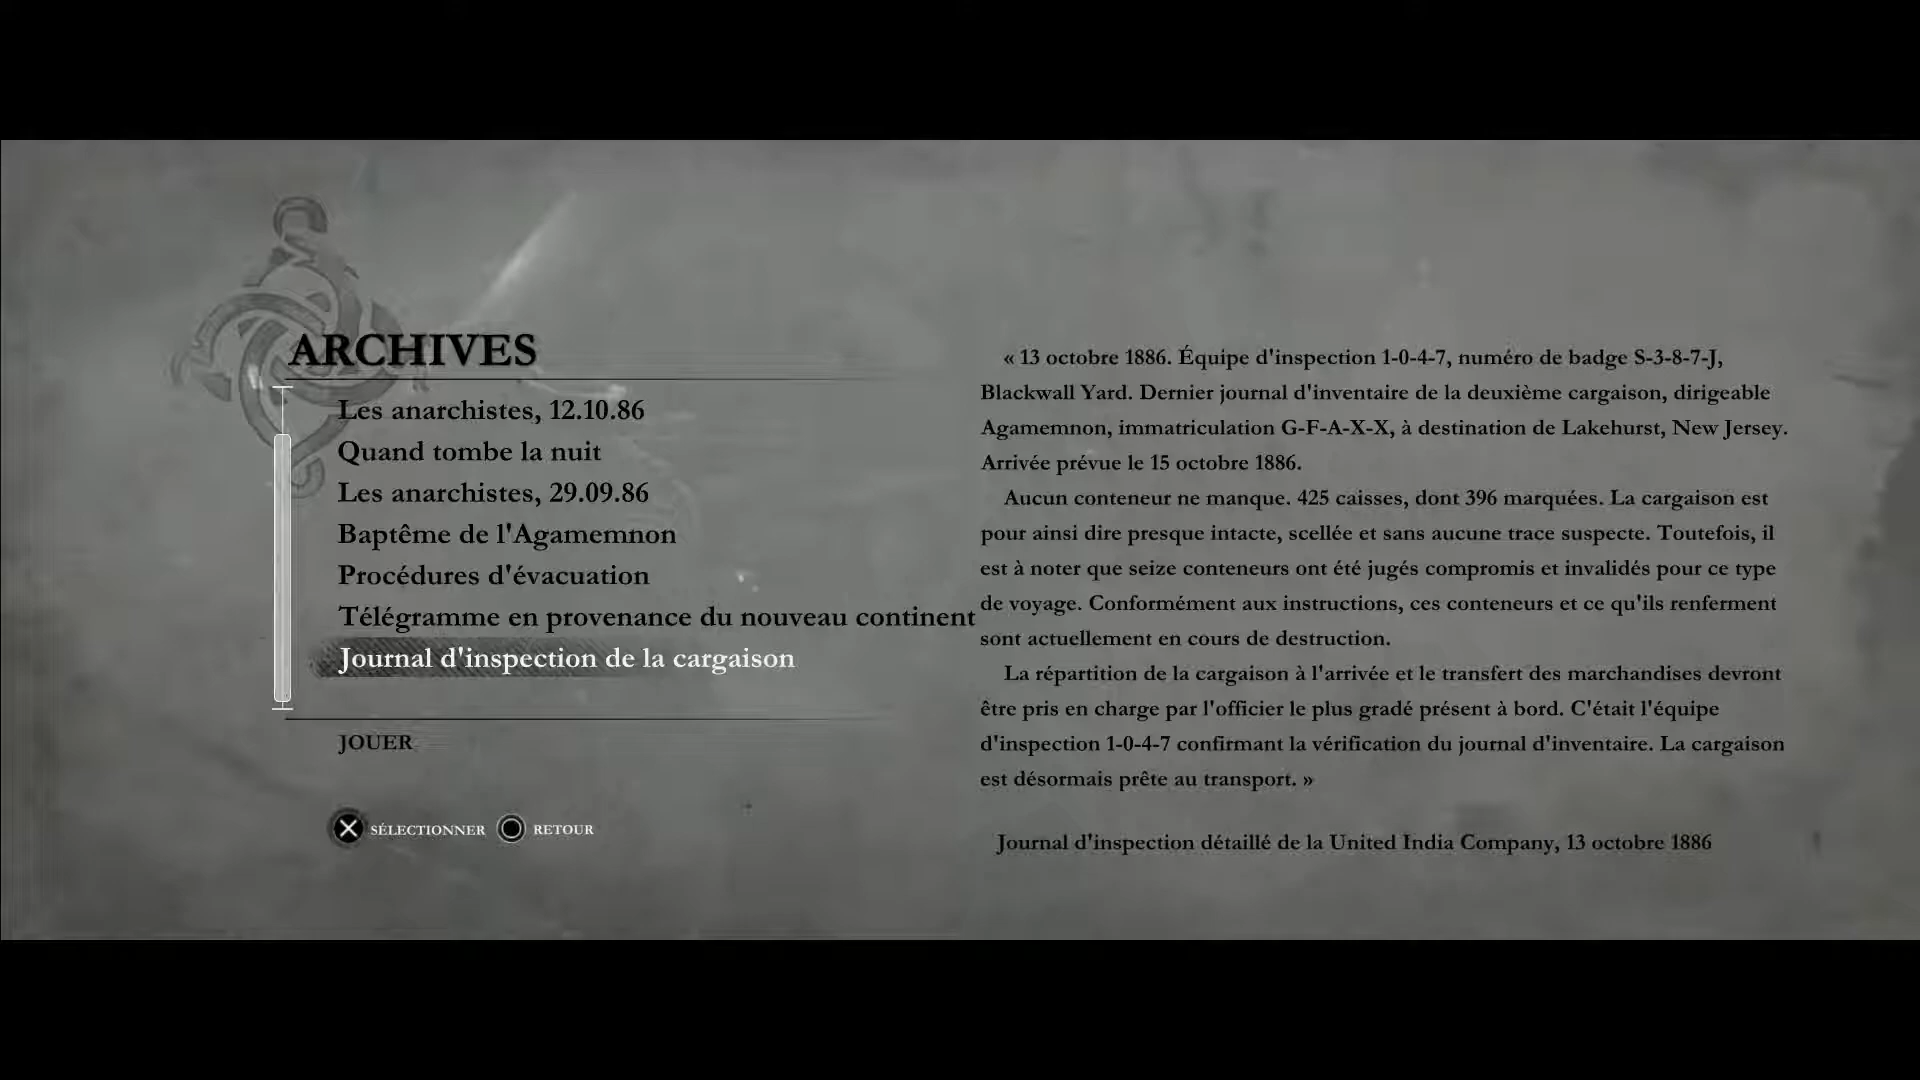 ARCHIVES
Les anarchistes, 12.10.86
Quand tombe la nuit
Les anarchistes, 29.09.86
Baptême de l'Agamemnon
Procédures d'évacuation
Télégramme en provenance du nouveau continent
Journal d'inspection de la cargaison
JOUER
SÉLECTIONNER RETOUR
« 13 octobre 1886. Équipe d'inspection 1-0-4-7, numéro de badge S-3-8-7-J,
Blackwall Yard. Dernier journal d'inventaire de la deuxième cargaison, dirigeable
Agamemnon, immatriculation G-F-A-X-X, à destination de Lakehurst, New Jersey.
Arrivée prévue le 15 octobre 1886.
Aucun conteneur ne manque. 425 caisses, dont 396 marquées. La cargaison est
pour ainsi dire presque intacte, scellée et sans aucune trace suspecte. Toutefois, il
est à noter que seize conteneurs ont été jugés compromis et invalidés pour ce type
de voyage. Conformément aux instructions, ces conteneurs et ce qu'ils renferment
sont actuellement en cours de destruction.
La répartition de la cargaison à l'arrivée et le transfert des marchandises devront
être pris en charge par l'officier le plus gradé présent à bord. C'était l'équipe
d'inspection 1-0-4-7 confirmant la vérification du journal d'inventaire. La cargaison
est désormais prête au transport. »
Journal d'inspection détaillé de la United India Company, 13 octobre 1886